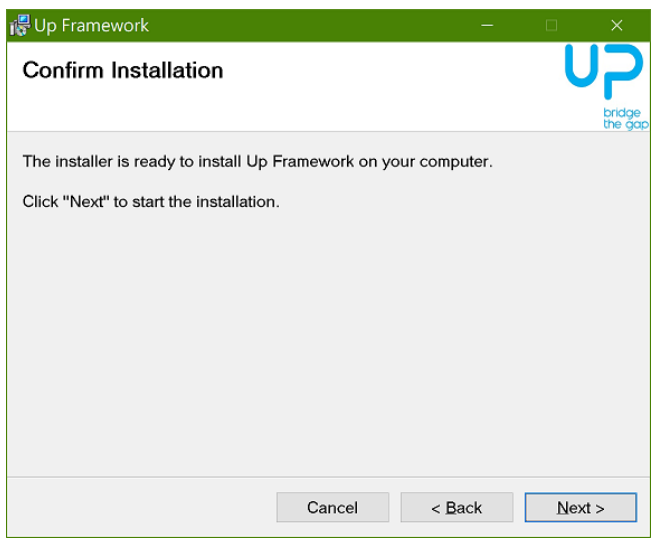 Up Framework
Confirm Installation
UP
bridge
the gap
The installer is ready to install Up Framework on your computer.
Click "Next" to start the installation.
Cancel
< Back
Next >